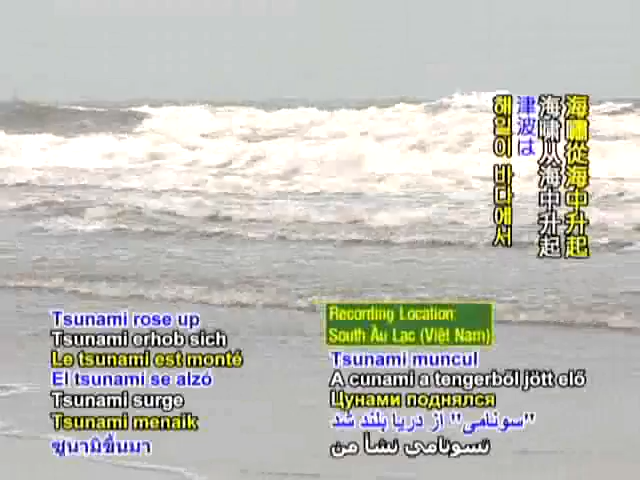 海嘯從海中升起
海啸从海中升起
津波は
해일이 바다에서
Tsunami rose up
Tsunami erhob sich
Le tsunami est monté
El tsunami se alzó
Tsunami surge
Tsunami menaik
ซูนามิขึ้นมา
Recording Location:
South Âu Lạc (Việt Nam)
Tsunami muncul
A cunami a tengerből jött elő
Цунами поднялся
"سونامی" از دریا بلند شد
تسونامي نشأ من